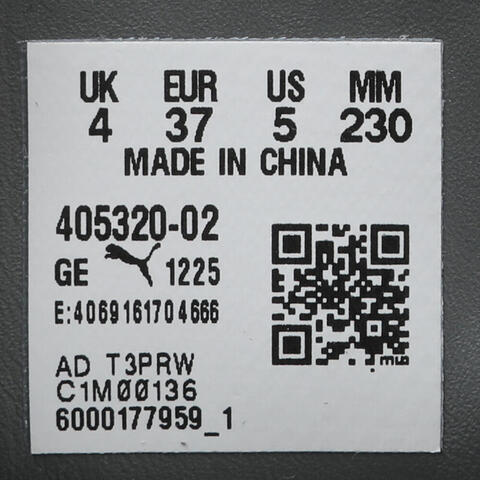 UK EUR US MM
4 37 5 230
MADE IN CHINA
405320-02
GE 1225
E:4069161704666
AD T3PRW
C1M00136
6000177959_1